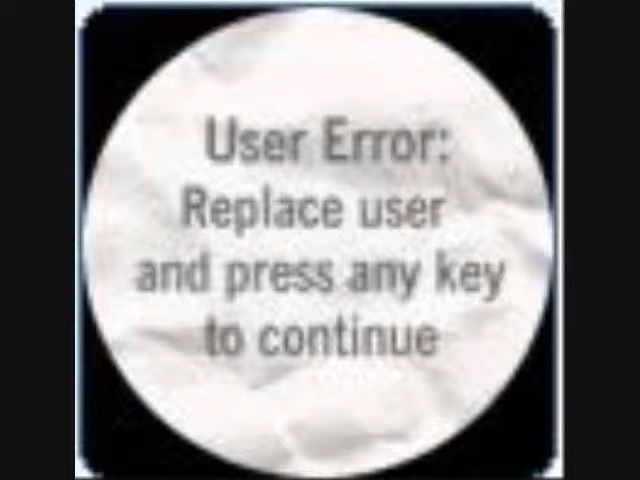 User Error:
Replace user
and press any key
to continue